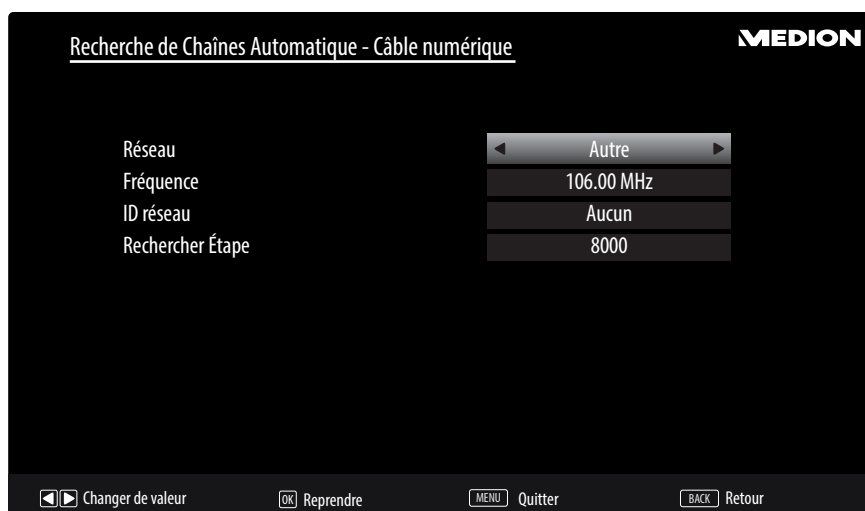 Recherche de Chaînes Automatique - Câble numérique
MEDION
Réseau Autre
Fréquence 106.00 MHz
ID réseau Aucun
Rechercher Étape 8000
Changer de valeur OK Reprendre MENU Quitter BACK Retour